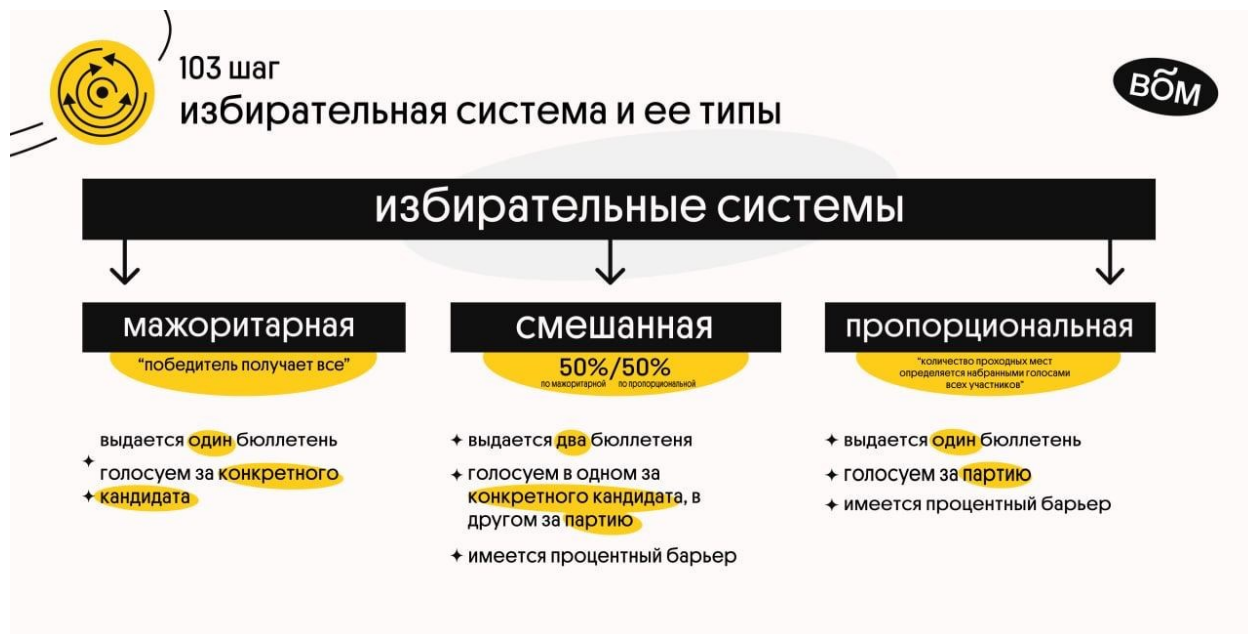 103 шаг
избирательная система и ее типы
вõм
избирательные системы
мажоритарная
"победитель получает все"
выдается один бюллетень
голосуем за конкретного
кандидата
смешанная
50%/50%
по мажоритарной по пропорциональной
выдается два бюллетеня
голосуем в одном за
конкретного кандидата, в
другом за партию
имеется процентный барьер
пропорциональная
"количество проходных мест
определяется набранными голосами
всех участников"
выдается один бюллетень
голосуем за партию
имеется процентный барьер